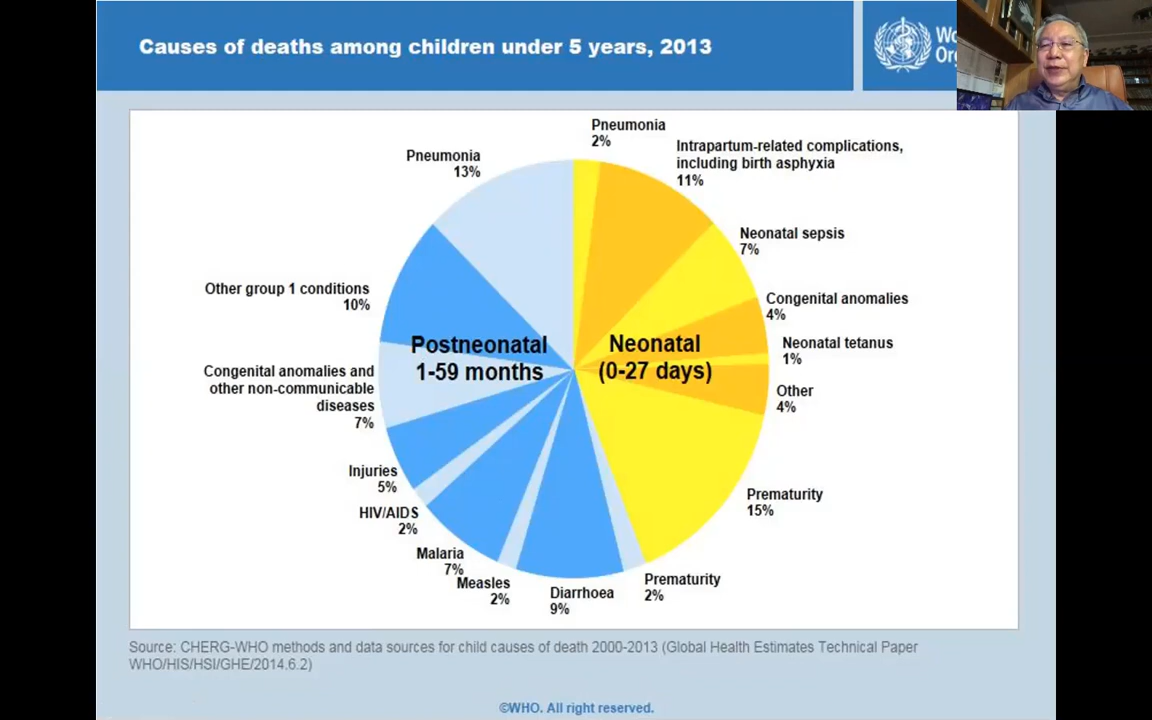 Causes of deaths among children under 5 years, 2013
Pneumonia
2%
Intrapartum-related complications,
including birth asphyxia
11%
Neonatal sepsis
7%
Congenital anomalies
4%
Neonatal tetanus
1%
Other
4%
Prematurity
15%
Prematurity
2%
Diarrhoea
9%
Measles
2%
Malaria
7%
HIV/AIDS
2%
Injuries
5%
Congenital anomalies and
other non-communicable
diseases
7%
Other group 1 conditions
10%
Pneumonia
13%
Postneonatal
1-59 months
Neonatal
(0-27 days)
Source: CHERG-WHO methods and data sources for child causes of death 2000-2013 (Global Health Estimates Technical Paper
WHO/HIS/HSI/GHE/2014.6.2)
©WHO. All right reserved.